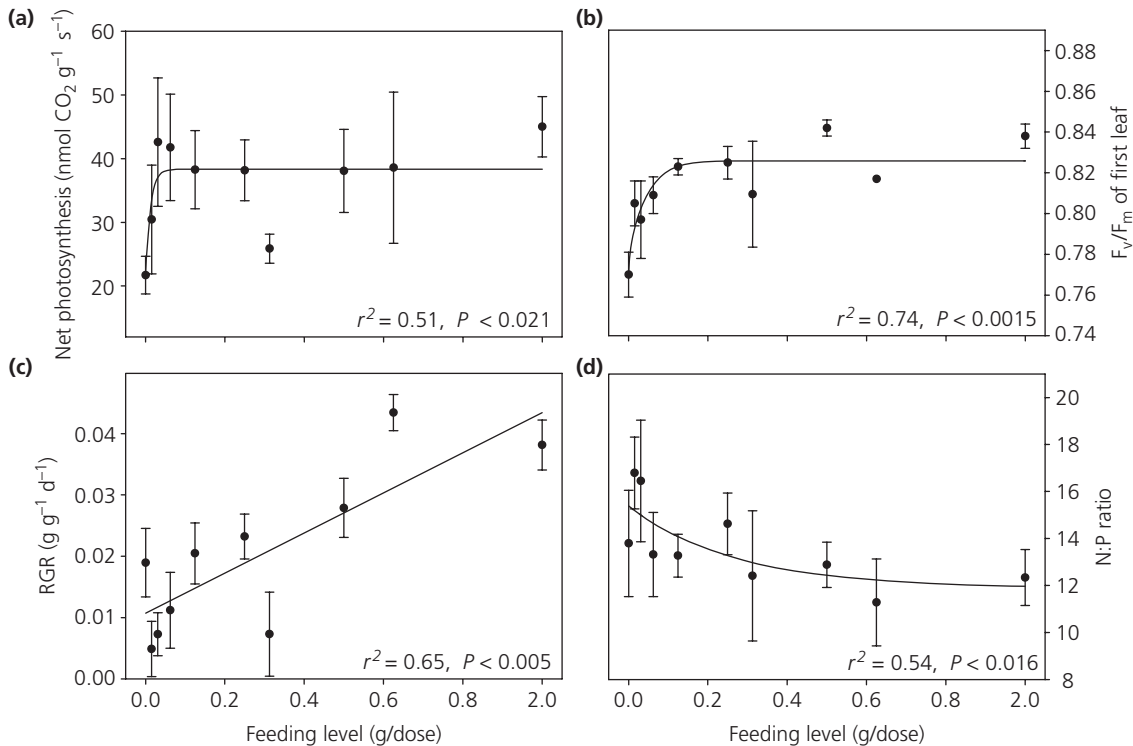 (a)
Net photosynthesis (nmol CO₂ g⁻¹ s⁻¹)
60
50
40
30
20
r² = 0.51, P < 0.021
(b)
0.88
0.86
0.84
0.82
0.80
0.78
0.76
0.74
Fᵥ/Fₘ of first leaf
r² = 0.74, P < 0.0015
(c)
RGR (g g⁻¹ d⁻¹)
0.04
0.03
0.02
0.01
0.00
r² = 0.65, P < 0.005
0.0 0.2 0.4 0.6 0.8 2.0
Feeding level (g/dose)
(d)
20
18
16
14
12
10
8
N:P ratio
r² = 0.54, P < 0.016
0.0 0.2 0.4 0.6 0.8 2.0
Feeding level (g/dose)